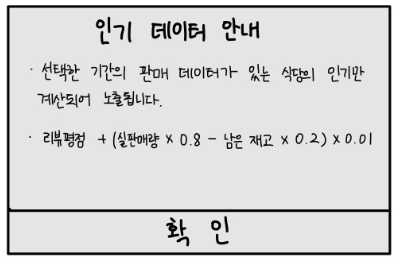 인기 데이터 안내
· 선택한 기간의 판매 데이터가 있는 식당의 인기만
계산되어 노출됩니다.
· 리뷰평점 + (실판매량 × 0.8 - 남은 재고 × 0.2) × 0.01
확 인